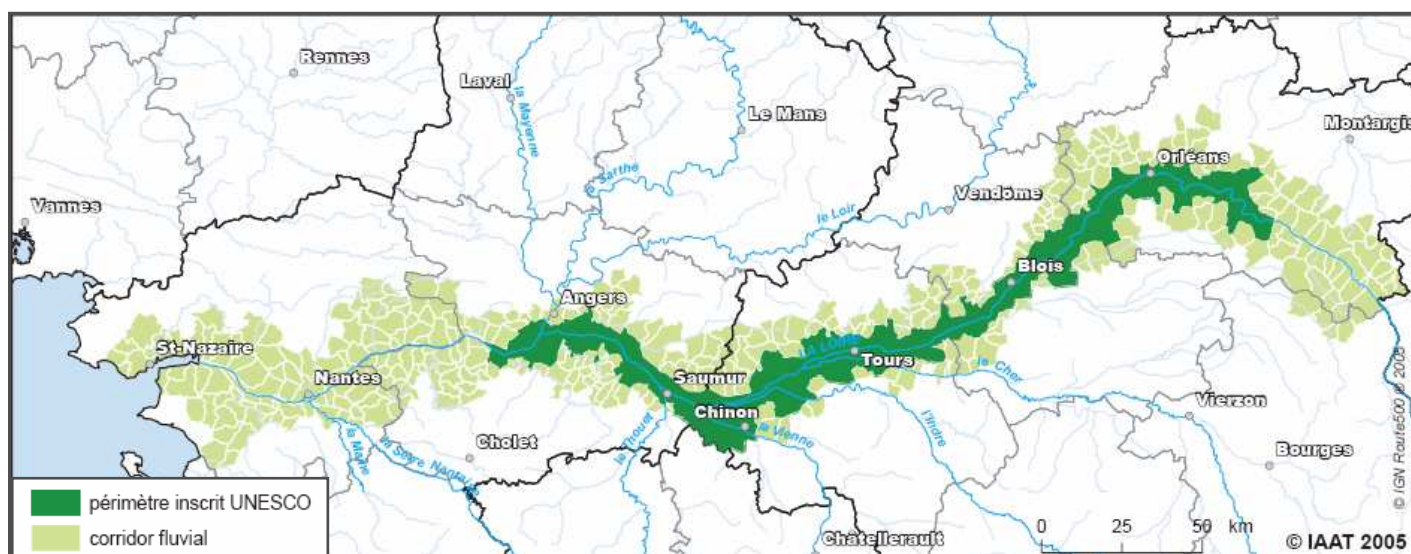 Rennes
Laval
la Mayenne
Le Mans
la Sarthe
Montargis
Orléans
Vannes
Vendôme
le Loir
Blois
Angers
St-Nazaire
Nantes
LA Loire
Tours
Saumur
le Cher
Chinon
la Vienne
l'Indre
Vierzon
Cholet
le Thouet
la Maine
la Sèvre Nantaise
Bourges
Châtellerault
périmètre inscrit UNESCO
corridor fluvial
0 25 50 km
© IGN Route500 ®
© IAAT 2005